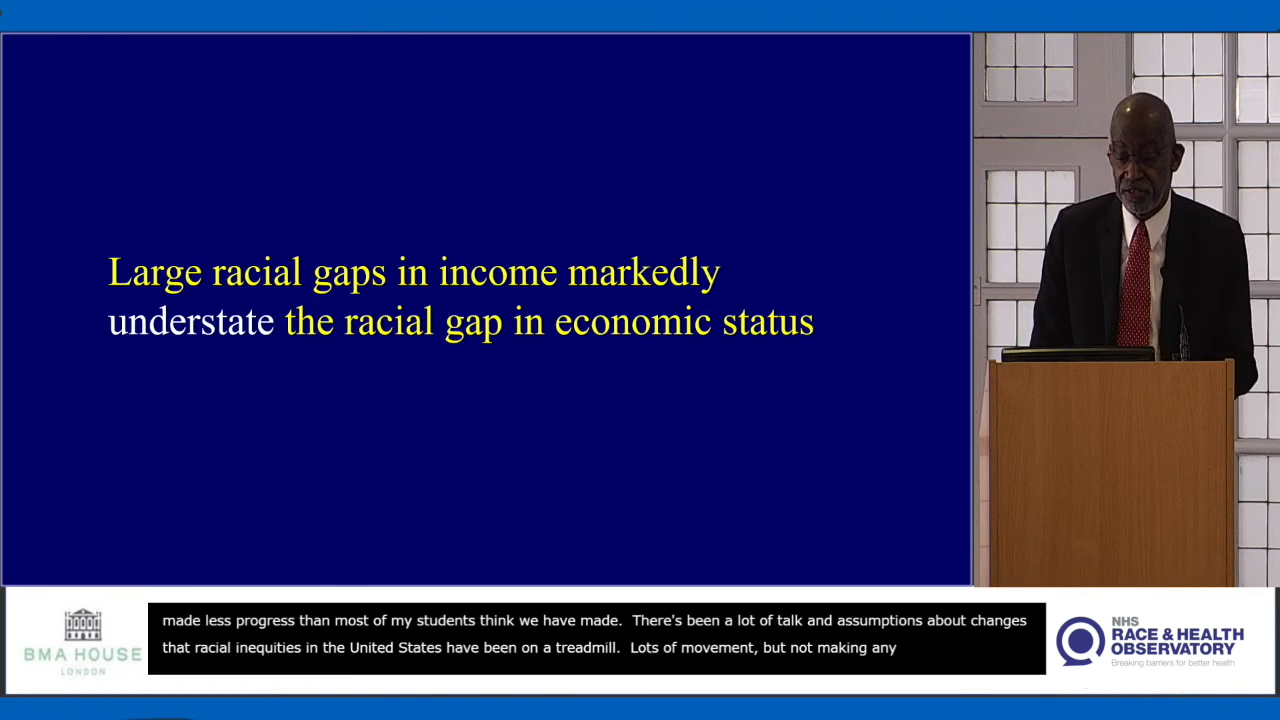 Large racial gaps in income markedly
understate the racial gap in economic status
BMA HOUSE
LONDON
made less progress than most of my students think we have made.  There's been a lot of talk and assumptions about changes
that racial inequities in the United States have been on a treadmill.  Lots of movement, but not making any
NHS
RACE & HEALTH
OBSERVATORY
Breaking barriers for better health